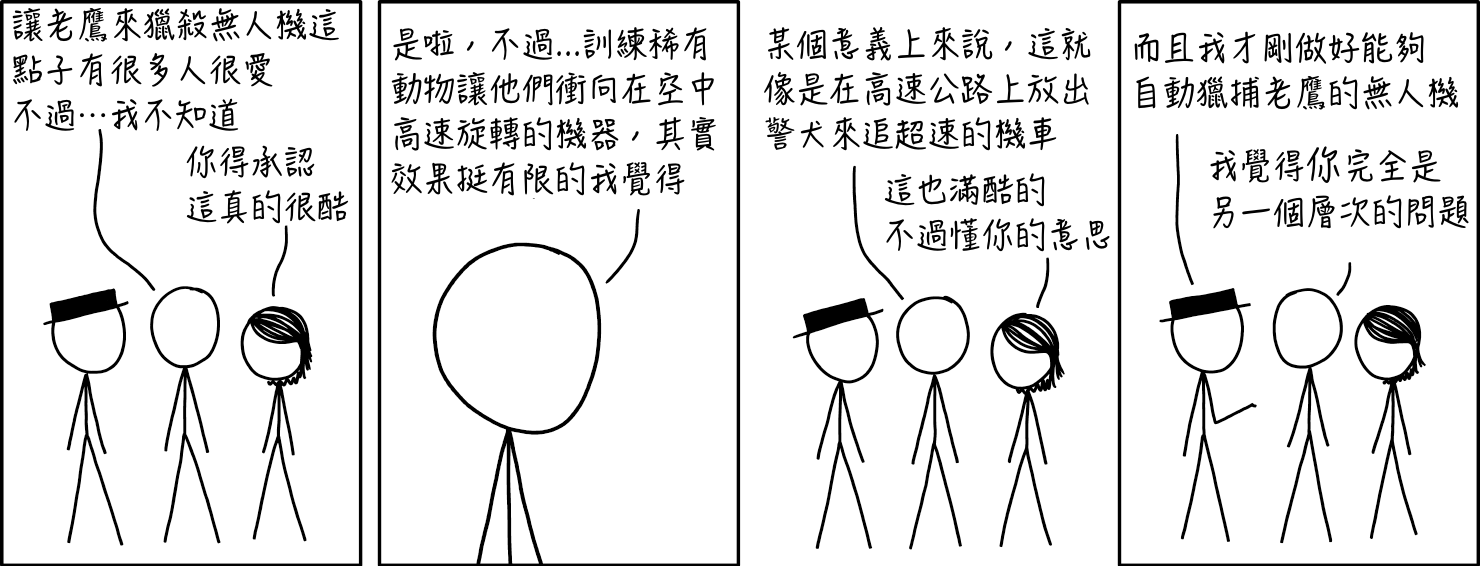 讓老鷹來獵殺無人機這
點子有很多人很愛
不過…我不知道
你得承認
這真的很酷
是啦，不過...訓練稀有
動物讓他們衝向在空中
高速旋轉的機器，其實
效果挺有限的我覺得
某個意義上來說，這就
像是在高速公路上放出
警犬來追超速的機車
這也滿酷的
不過懂你的意思
而且我才剛做好能夠
自動獵捕老鷹的無人機
我覺得你完全是
另一個層次的問題